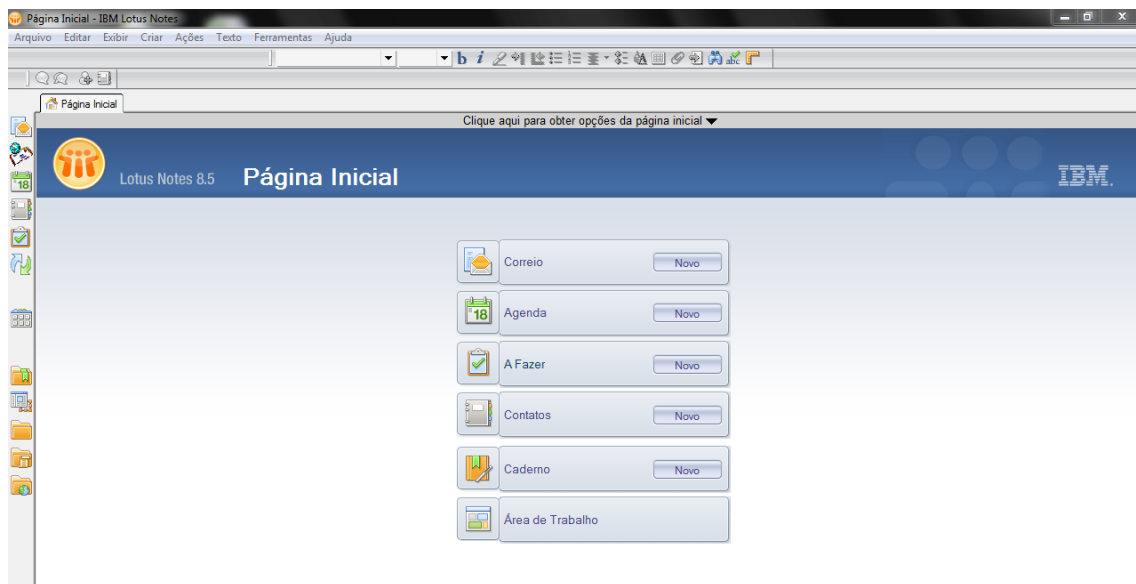 Página Inicial - IBM Lotus Notes
Arquivo Editar Exibir Criar Ações Texto Ferramentas Ajuda
b i
Página Inicial
Clique aqui para obter opções da página inicial
Lotus Notes 8.5 Página Inicial IBM.
18
Correio Novo
18 Agenda Novo
A Fazer Novo
Contatos Novo
Caderno Novo
Área de Trabalho